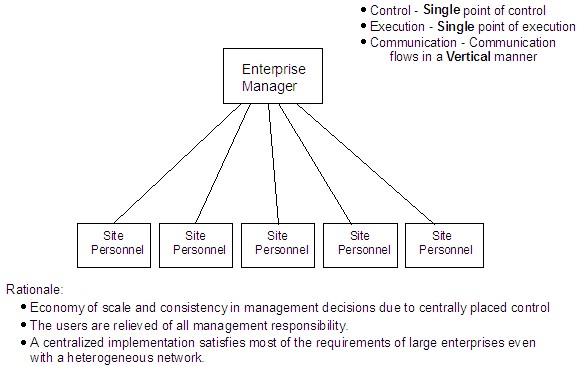 • Control - Single point of control
• Execution - Single point of execution
• Communication - Communication
flows in a Vertical manner
Enterprise
Manager
Site
Personnel
Site
Personnel
Site
Personnel
Site
Personnel
Site
Personnel
Rationale:
• Economy of scale and consistency in management decisions due to centrally placed control
• The users are relieved of all management responsibility.
• A centralized implementation satisfies most of the requirements of large enterprises even
with a heterogeneous network.